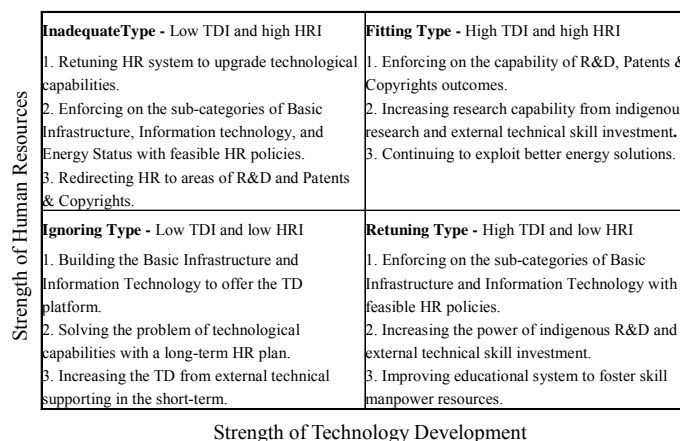 Strength of Human Resources
InadequateType - Low TDI and high HRI
1. Retuning HR system to upgrade technological
capabilities.
2. Enforcing on the sub-categories of Basic
Infrastructure, Information technology, and
Energy Status with feasible HR policies.
3. Redirecting HR to areas of R&D and Patents
& Copyrights.
Fitting Type - High TDI and high HRI
1. Enforcing on the capability of R&D, Patents &
Copyrights outcomes.
2. Increasing research capability from indigenous
research and external technical skill investment.
3. Continuing to exploit better energy solutions.
Ignoring Type - Low TDI and low HRI
1. Building the Basic Infrastructure and
Information Technology to offer the TD
platform.
2. Solving the problem of technological
capabilities with a long-term HR plan.
3. Increasing the TD from external technical
supporting in the short-term.
Retuning Type - High TDI and low HRI
1. Enforcing on the sub-categories of Basic
Infrastructure and Information Technology with
feasible HR policies.
2. Increasing the power of indigenous R&D and
external technical skill investment.
3. Improving educational system to foster skill
manpower resources.
Strength of Technology Development